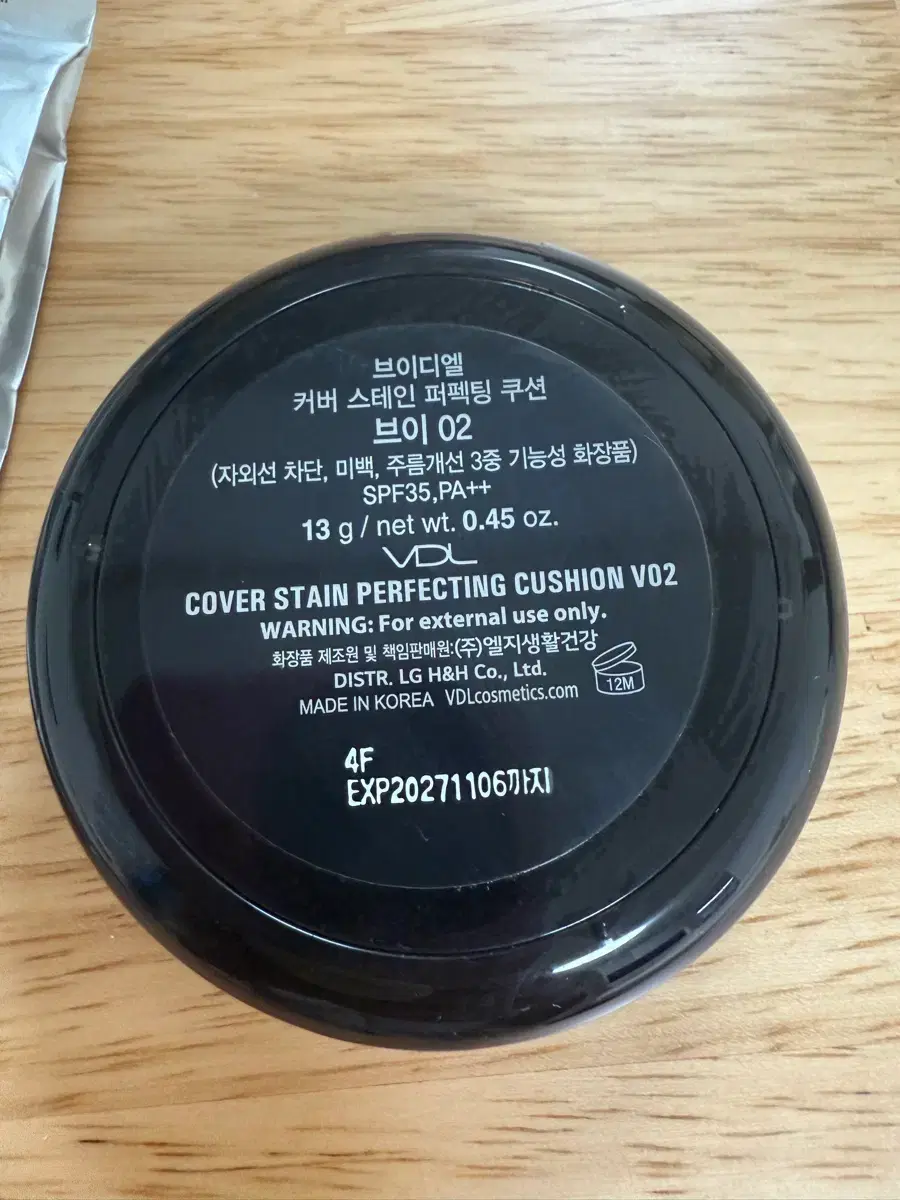 브이디엘
커버 스테인 퍼펙팅 쿠션
브이 02
(자외선 차단, 미백, 주름개선 3중 기능성 화장품)
SPF35,PA++
13 g / net wt. 0.45 oz.
VDL
COVER STAIN PERFECTING CUSHION V02
WARNING: For external use only.
화장품 제조원 및 책임판매원:(주)엘지생활건강
DISTR. LG H&H Co., Ltd.
MADE IN KOREA VDLcosmetics.com
12M
4F
EXP20271106까지